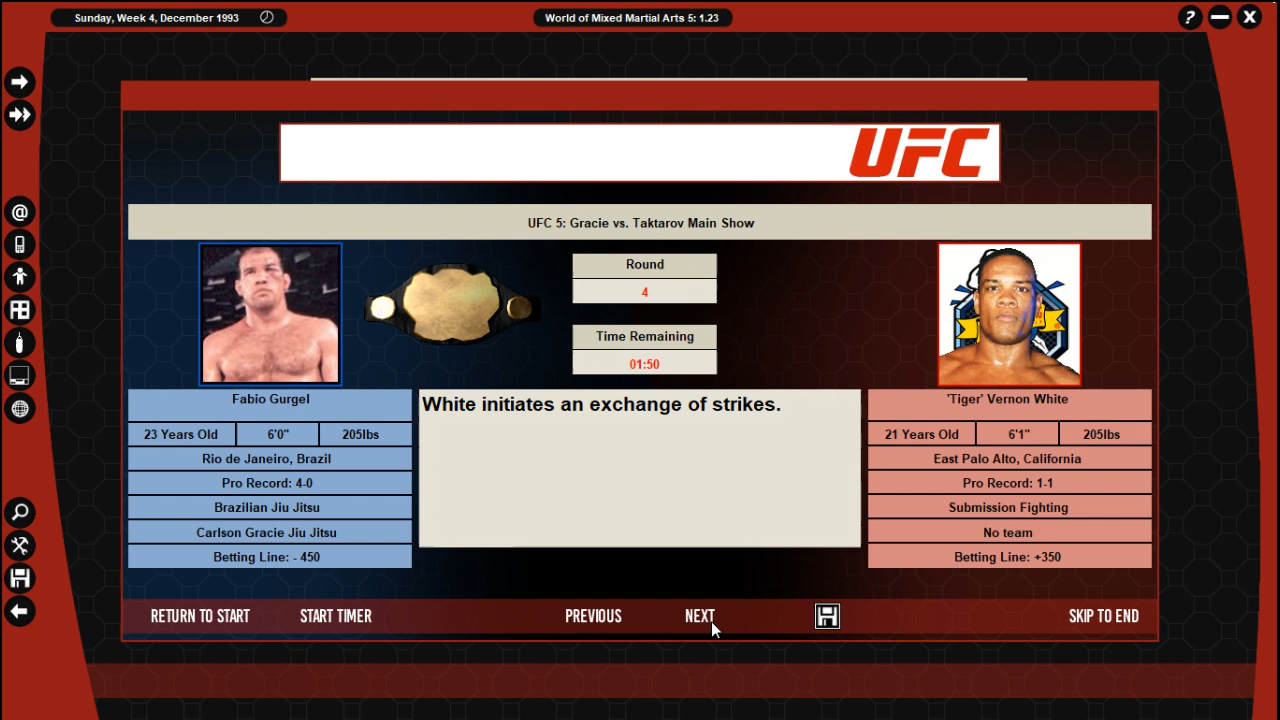 Sunday, Week 4, December 1993
World of Mixed Martial Arts 5: 1.23
?
UFC
UFC 5: Gracie vs. Taktarov Main Show
Round
4
Time Remaining
01:50
Fabio Gurgel
23 Years Old
6'0"
205lbs
Rio de Janeiro, Brazil
Pro Record: 4-0
Brazilian Jiu Jitsu
Carlson Gracie Jiu Jitsu
Betting Line: - 450
White initiates an exchange of strikes.
'Tiger' Vernon White
21 Years Old
6'1"
205lbs
East Palo Alto, California
Pro Record: 1-1
Submission Fighting
No team
Betting Line: +350
RETURN TO START
START TIMER
PREVIOUS
NEXT
SKIP TO END